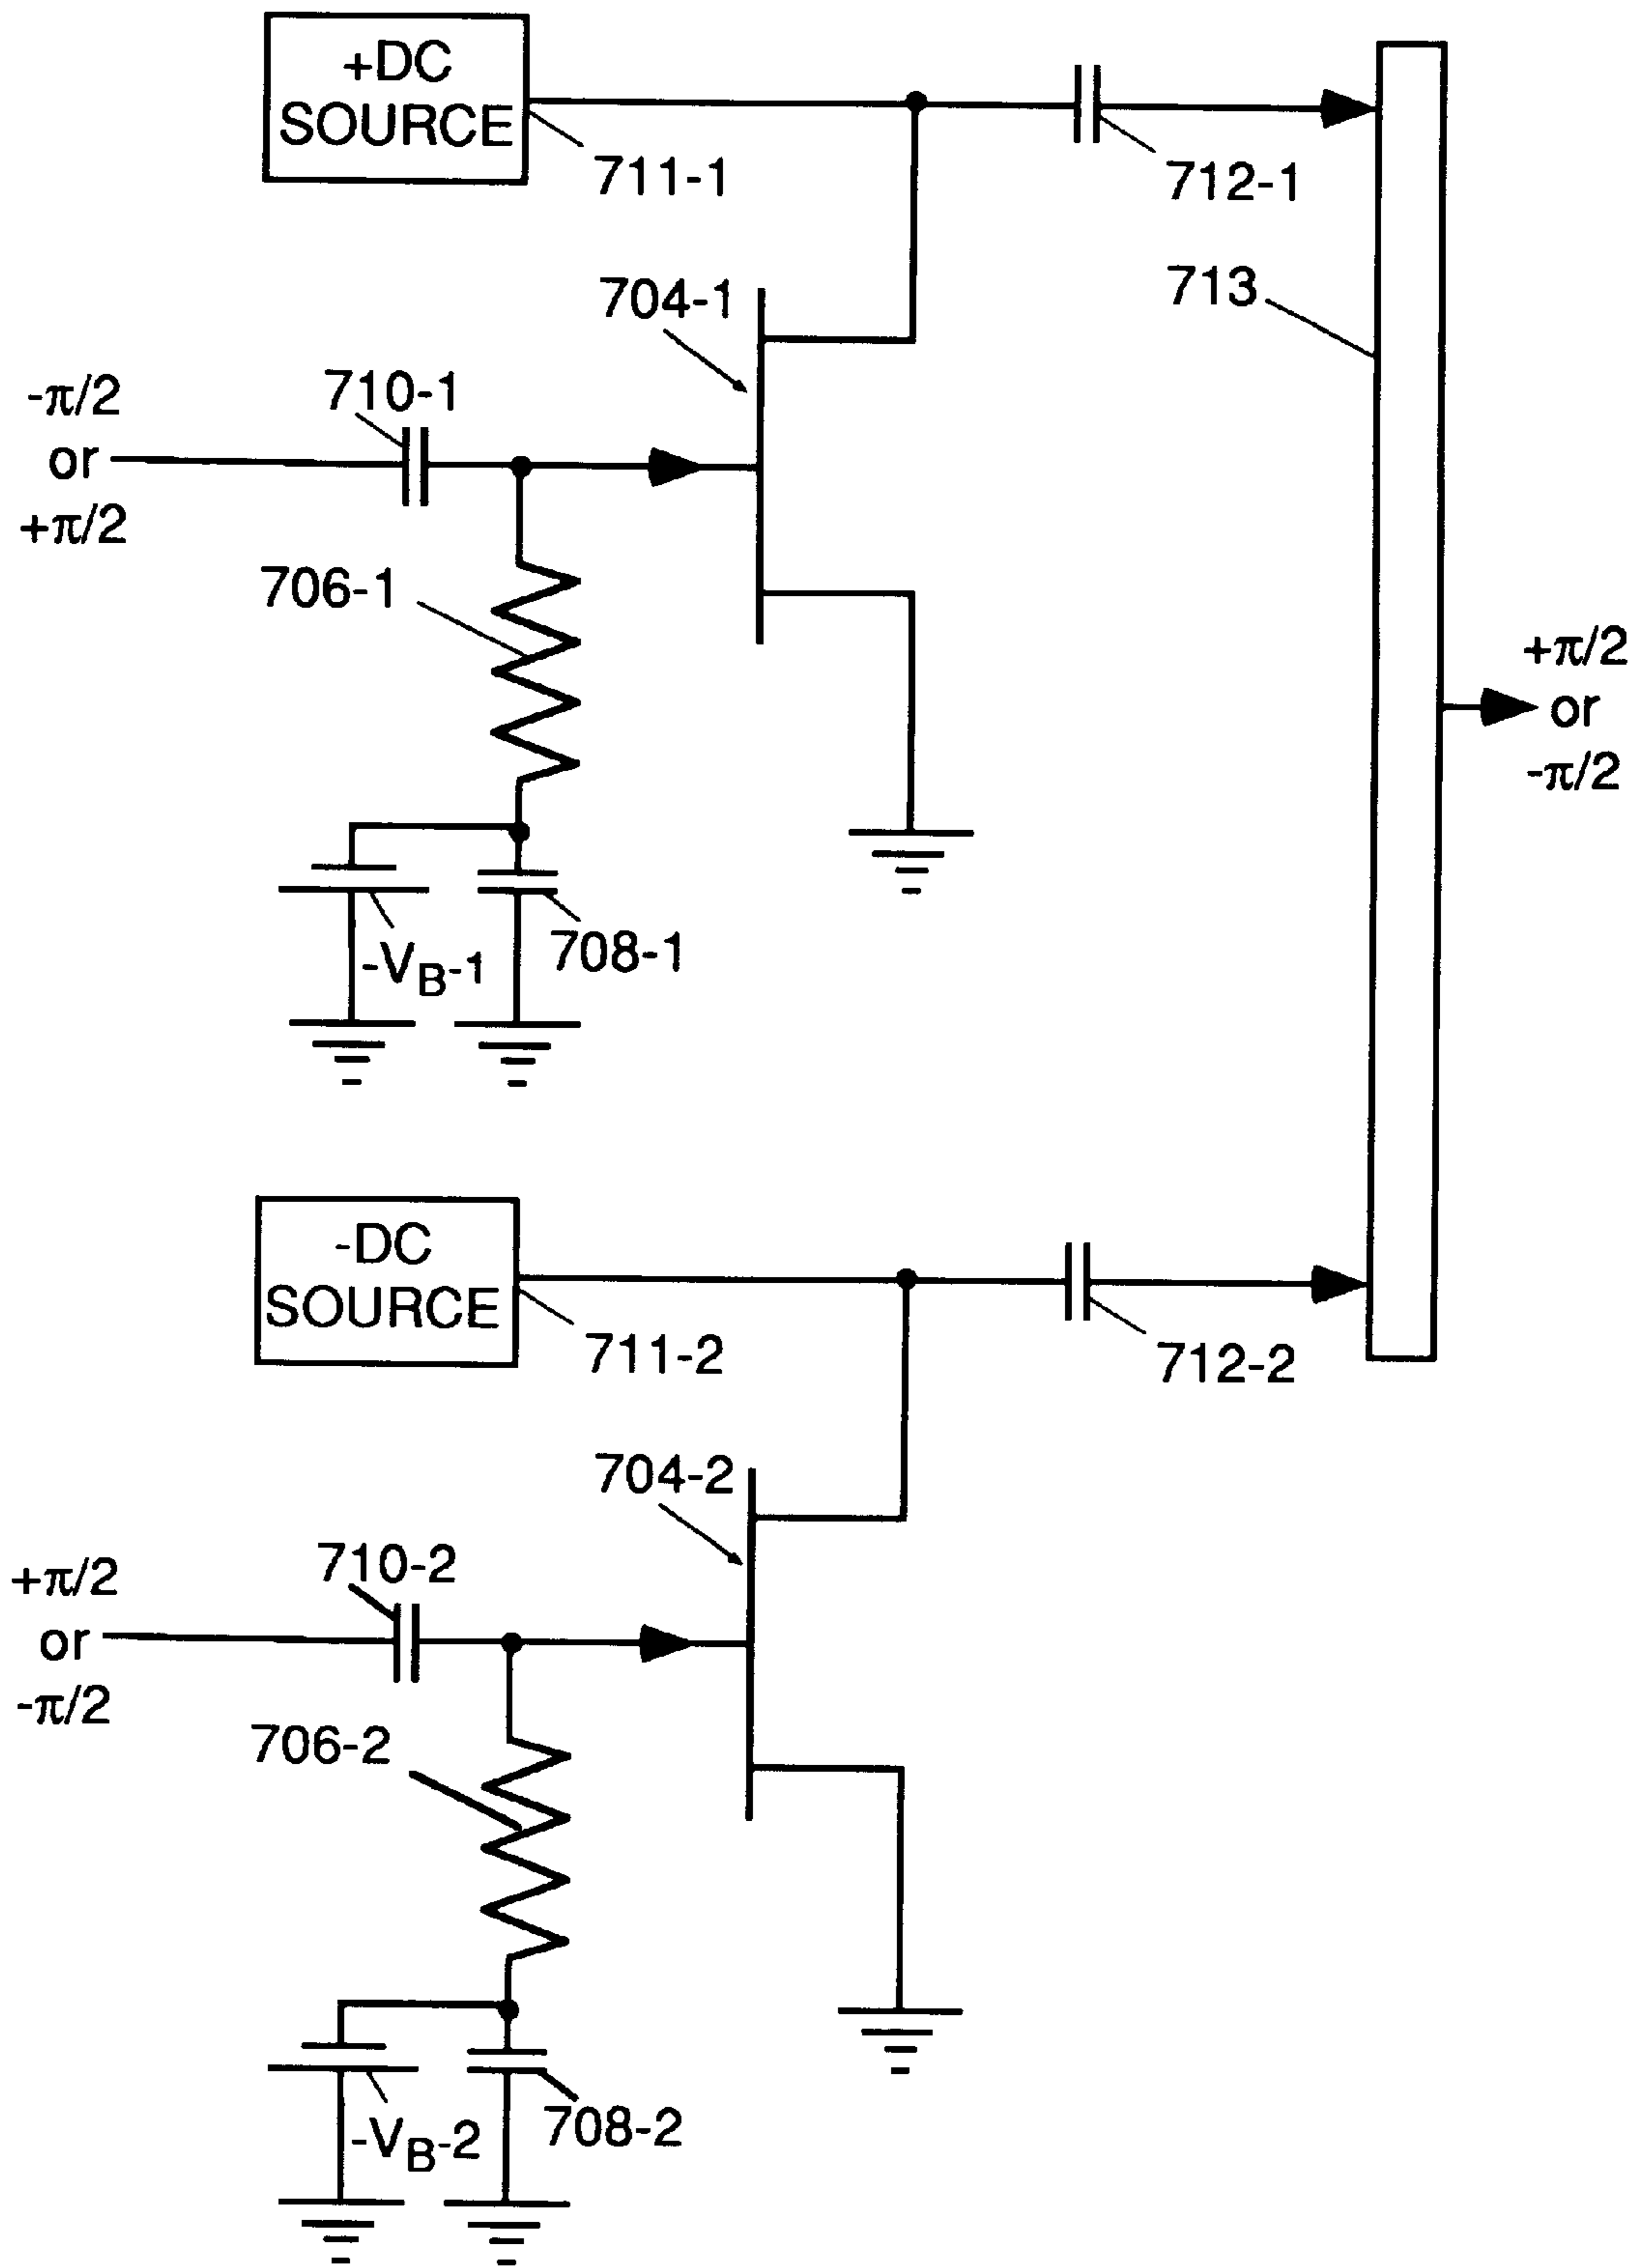 +DC
SOURCE
711-1
712-1
704-1
713
-π/2
or
+π/2
710-1
706-1
+π/2
or
-π/2
-VB-1
708-1
-DC
SOURCE
711-2
712-2
704-2
+π/2
or
-π/2
710-2
706-2
-VB-2
708-2